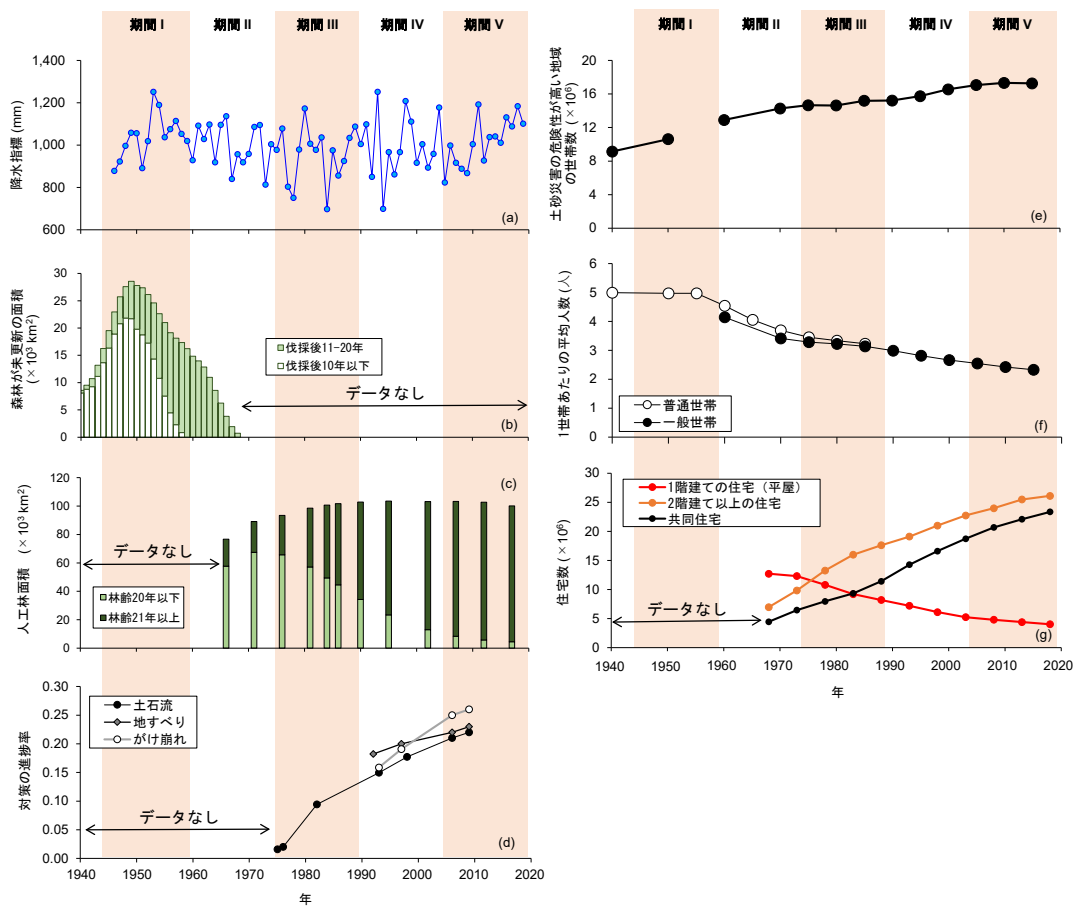 期間 I
期間 II
期間 III
期間 IV
期間 V
降水指標 (mm)
1,400
1,200
1,000
800
600
(a)
森林が未更新の面積
(×10³ km²)
30
25
20
15
10
5
0
伐採後11-20年
伐採後10年以下
データなし
(b)
人工林面積 (×10³ km²)
120
100
80
60
40
20
0
(c)
データなし
林齢20年以下
林齢21年以上
対策の進捗率
0.30
0.25
0.20
0.15
0.10
0.05
0.00
土石流
地すべり
がけ崩れ
データなし
(d)
1940
1950
1960
1970
1980
1990
2000
2010
2020
年
期間 I
期間 II
期間 III
期間 IV
期間 V
土砂災害の危険性が高い地域
の世帯数 (×10⁶)
20
16
12
8
4
0
(e)
1世帯あたりの平均人数 (人)
6
5
4
3
2
1
0
普通世帯
一般世帯
(f)
住宅数 (×10⁶)
30
25
20
15
10
5
0
1階建ての住宅（平屋）
2階建て以上の住宅
共同住宅
データなし
(g)
1940
1950
1960
1970
1980
1990
2000
2010
2020
年